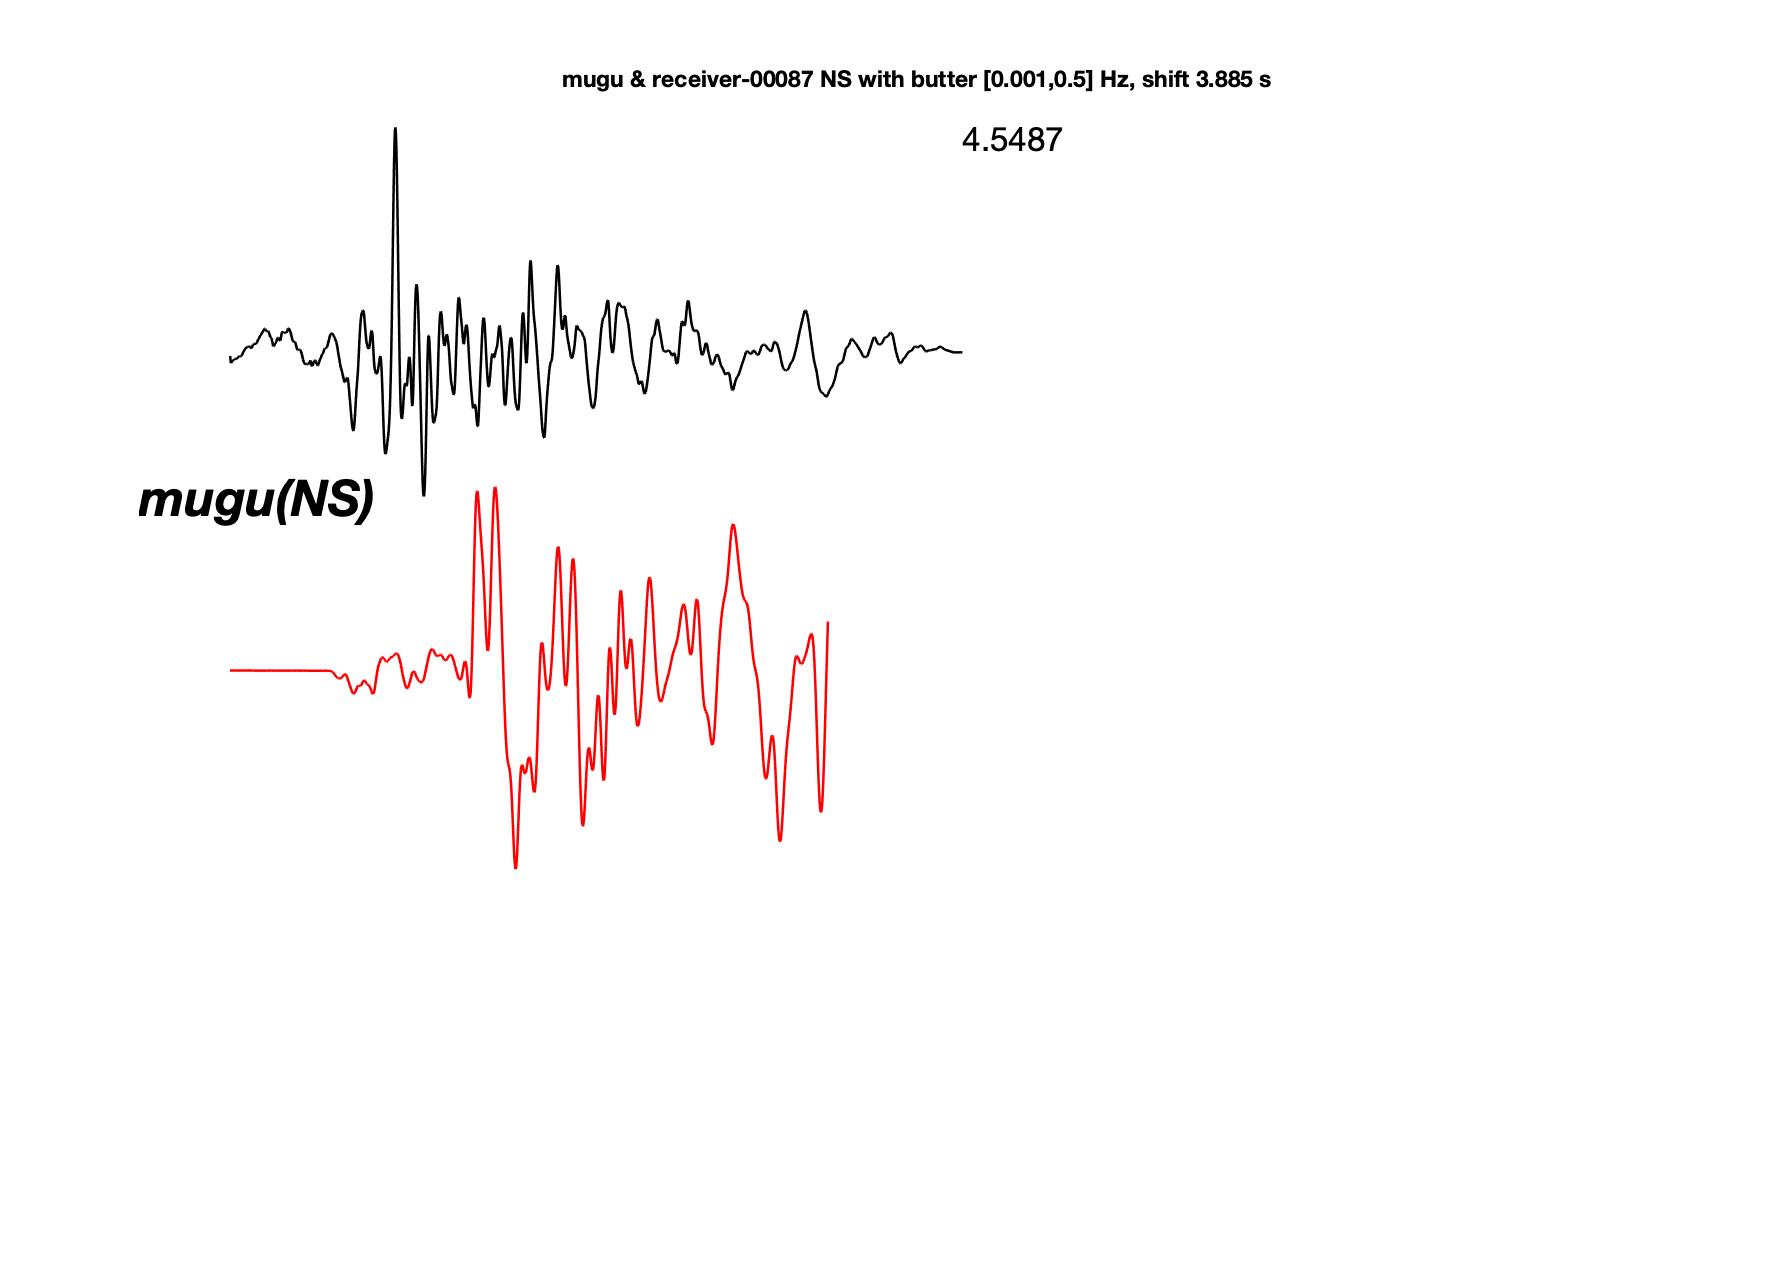 mugu & receiver-00087 NS with butter [0.001,0.5] Hz, shift 3.885 s
4.5487
mugu(NS)